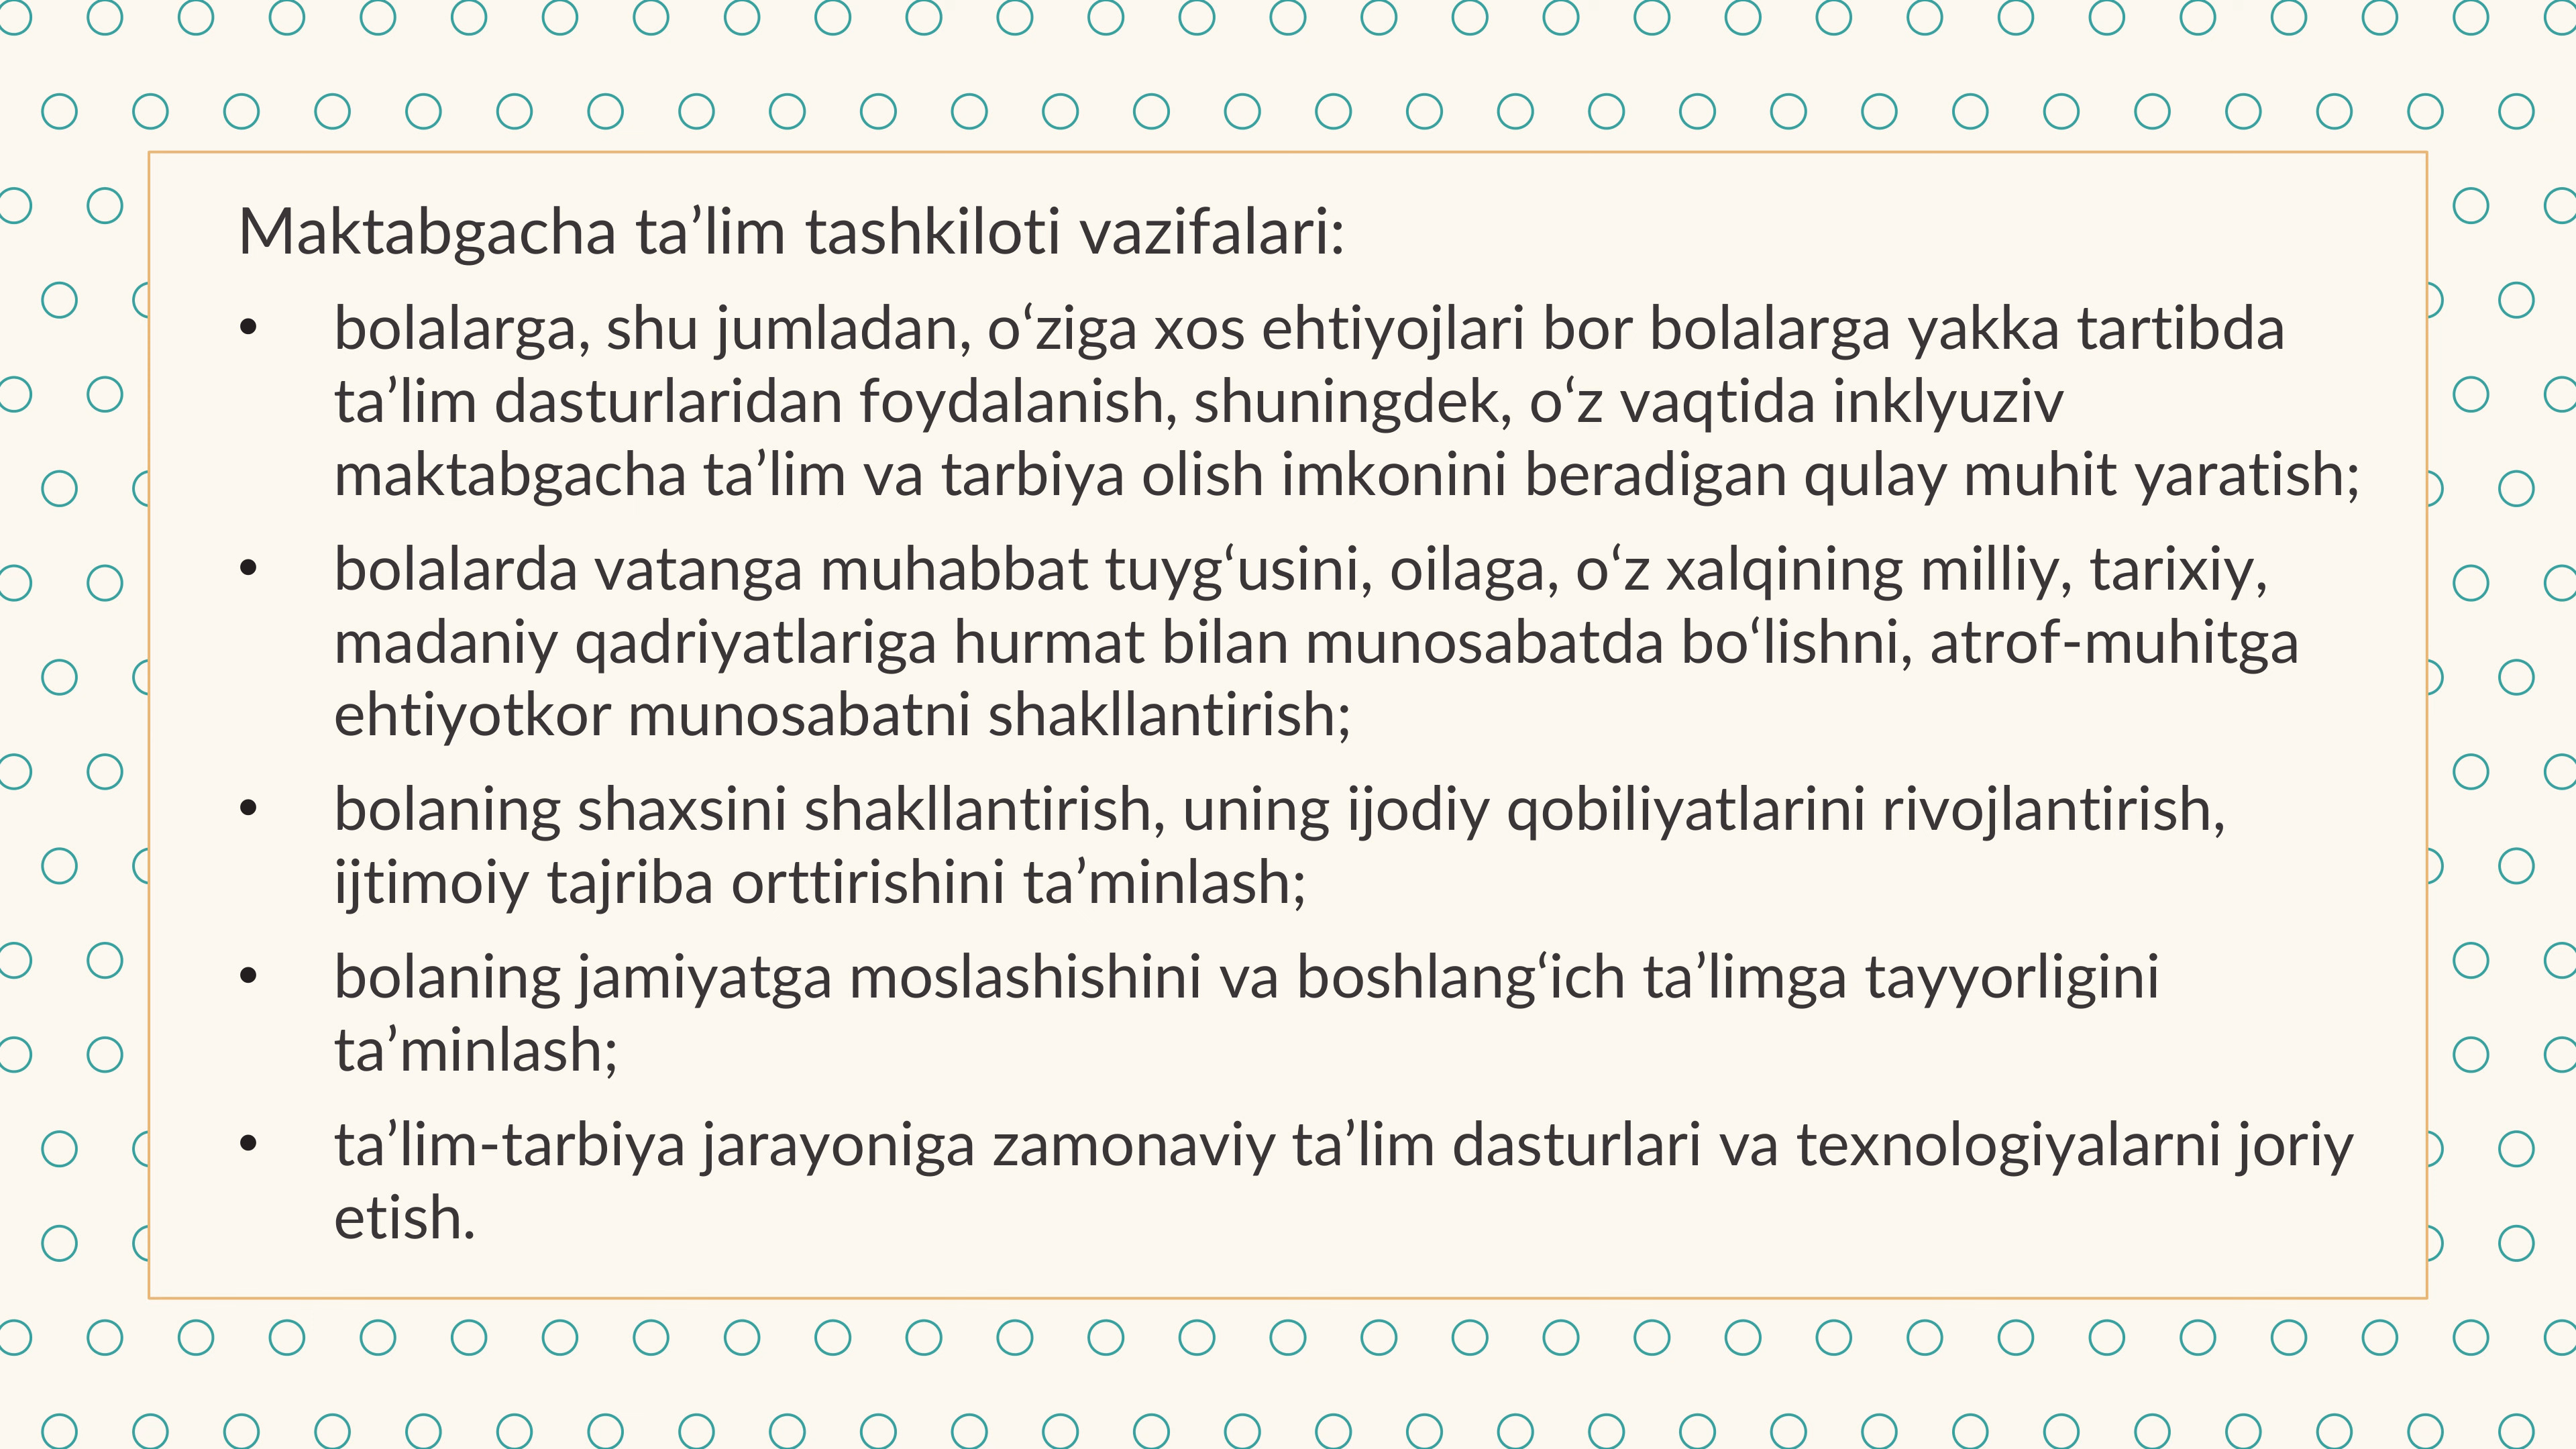 Maktabgacha ta’lim tashkiloti vazifalari:
• bolalarga, shu jumladan, o‘ziga xos ehtiyojlari bor bolalarga yakka tartibda
ta’lim dasturlaridan foydalanish, shuningdek, o‘z vaqtida inklyuziv
maktabgacha ta’lim va tarbiya olish imkonini beradigan qulay muhit yaratish;
• bolalarda vatanga muhabbat tuyg‘usini, oilaga, o‘z xalqining milliy, tarixiy,
madaniy qadriyatlariga hurmat bilan munosabatda bo‘lishni, atrof-muhitga
ehtiyotkor munosabatni shakllantirish;
• bolaning shaxsini shakllantirish, uning ijodiy qobiliyatlarini rivojlantirish,
ijtimoiy tajriba orttirishini ta’minlash;
• bolaning jamiyatga moslashishini va boshlang‘ich ta’limga tayyorligini
ta’minlash;
• ta’lim-tarbiya jarayoniga zamonaviy ta’lim dasturlari va texnologiyalarni joriy
etish.